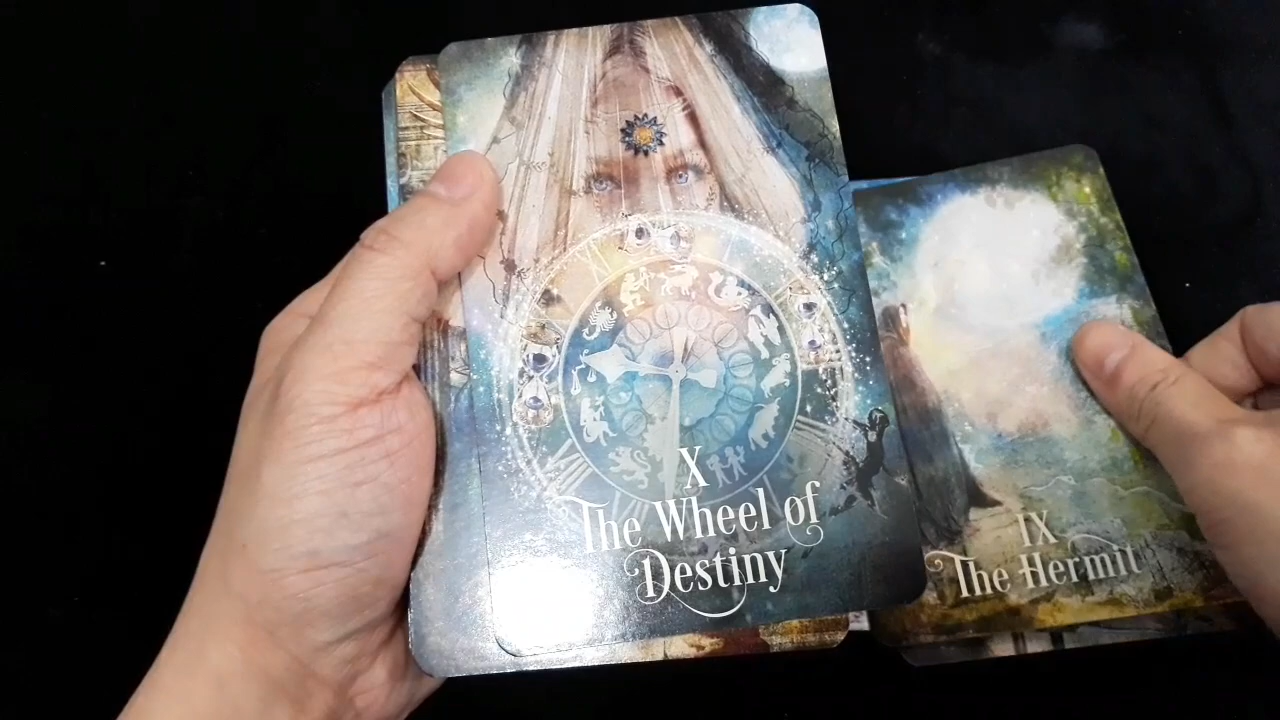 X
The Wheel of
Destiny
IX
The Hermit